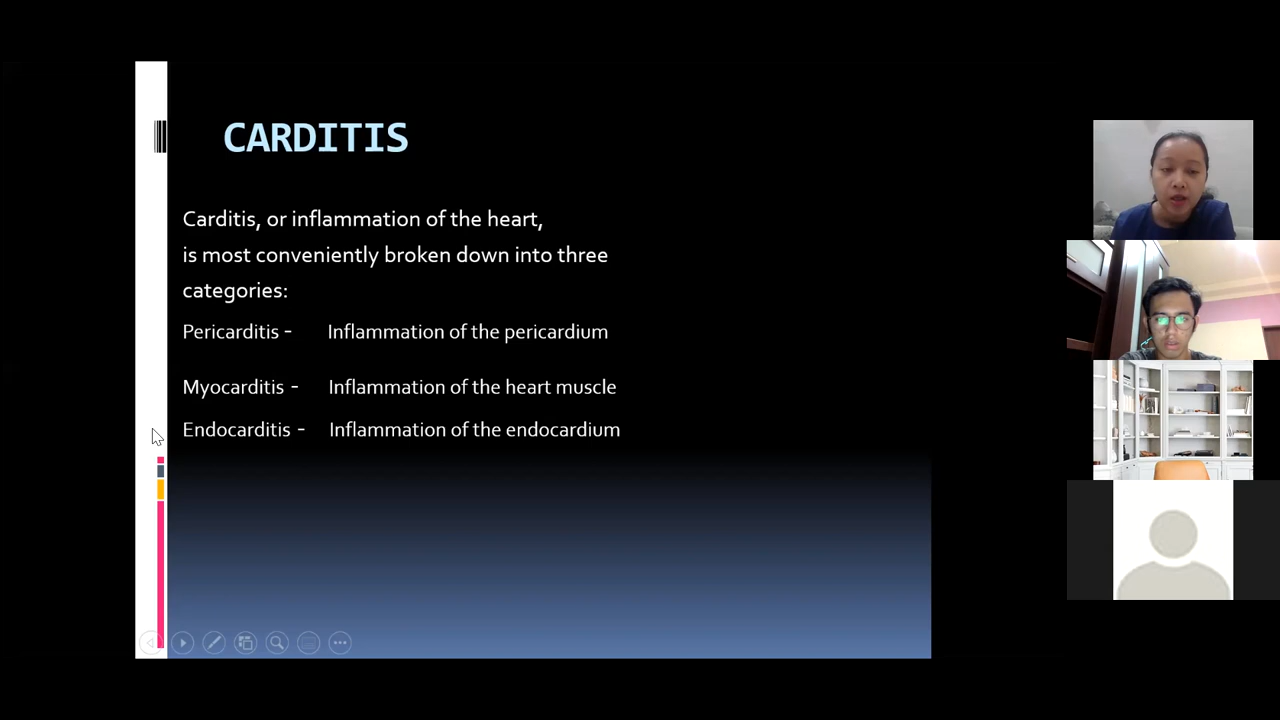 CARDITIS
Carditis, or inflammation of the heart,
is most conveniently broken down into three
categories:
Pericarditis - Inflammation of the pericardium
Myocarditis - Inflammation of the heart muscle
Endocarditis - Inflammation of the endocardium